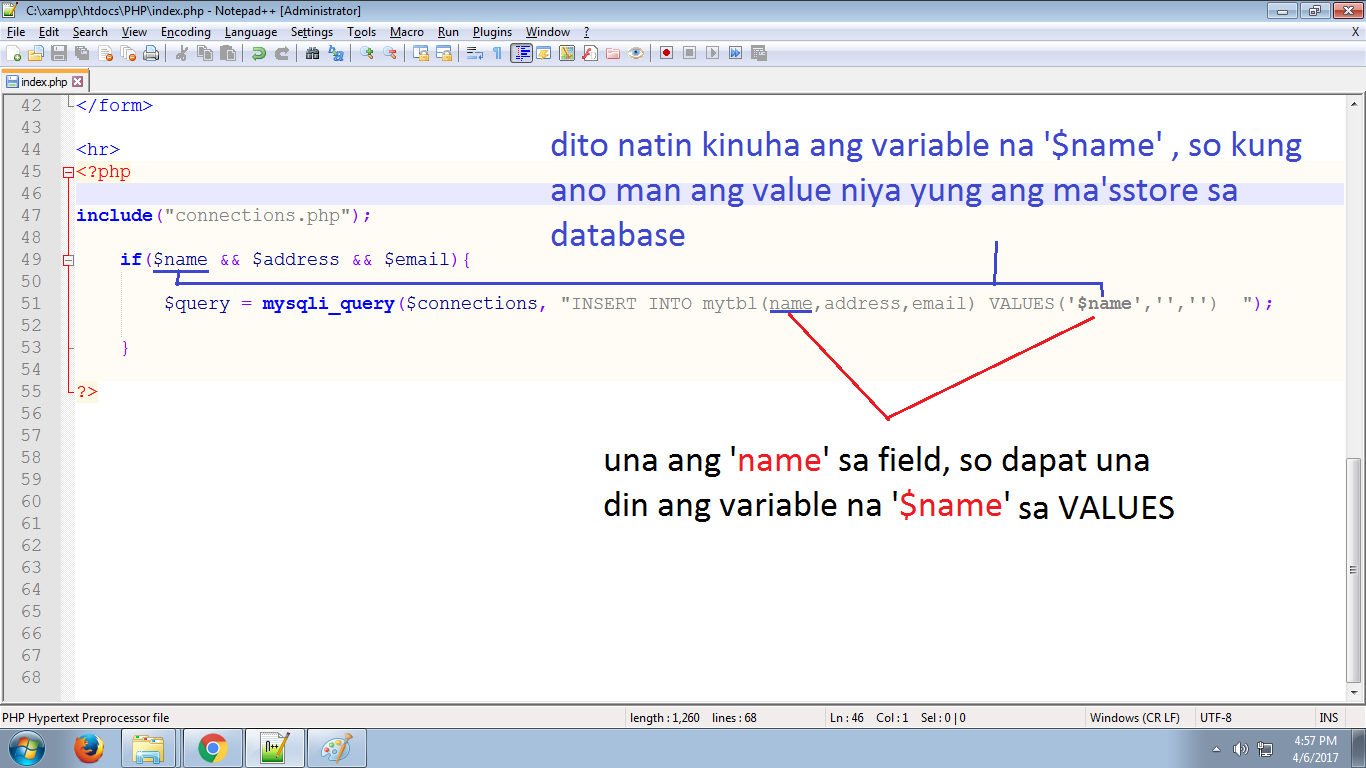 C:\xampp\htdocs\PHP\index.php - Notepad++ [Administrator]
File Edit Search View Encoding Language Settings Tools Macro Run Plugins Window ? X
index.php
42 </form>
43
44 <hr>
45 <?php
46
47 include("connections.php");
48
49 if($name && $address && $email){
50
51 $query = mysqli_query($connections, "INSERT INTO mytbl(name,address,email) VALUES('$name','','')  ");
52
53 }
54
55 ?>
56
57
58
59
60
61
62
63
64
65
66
67
68
dito natin kinuha ang variable na '$name' , so kung
ano man ang value niya yung ang ma'sstore sa
database
una ang 'name' sa field, so dapat una
din ang variable na '$name' sa VALUES
PHP Hypertext Preprocessor file length : 1,260 lines : 68 Ln : 46 Col : 1 Sel : 0 | 0 Windows (CR LF) UTF-8 INS
4:57 PM
4/6/2017